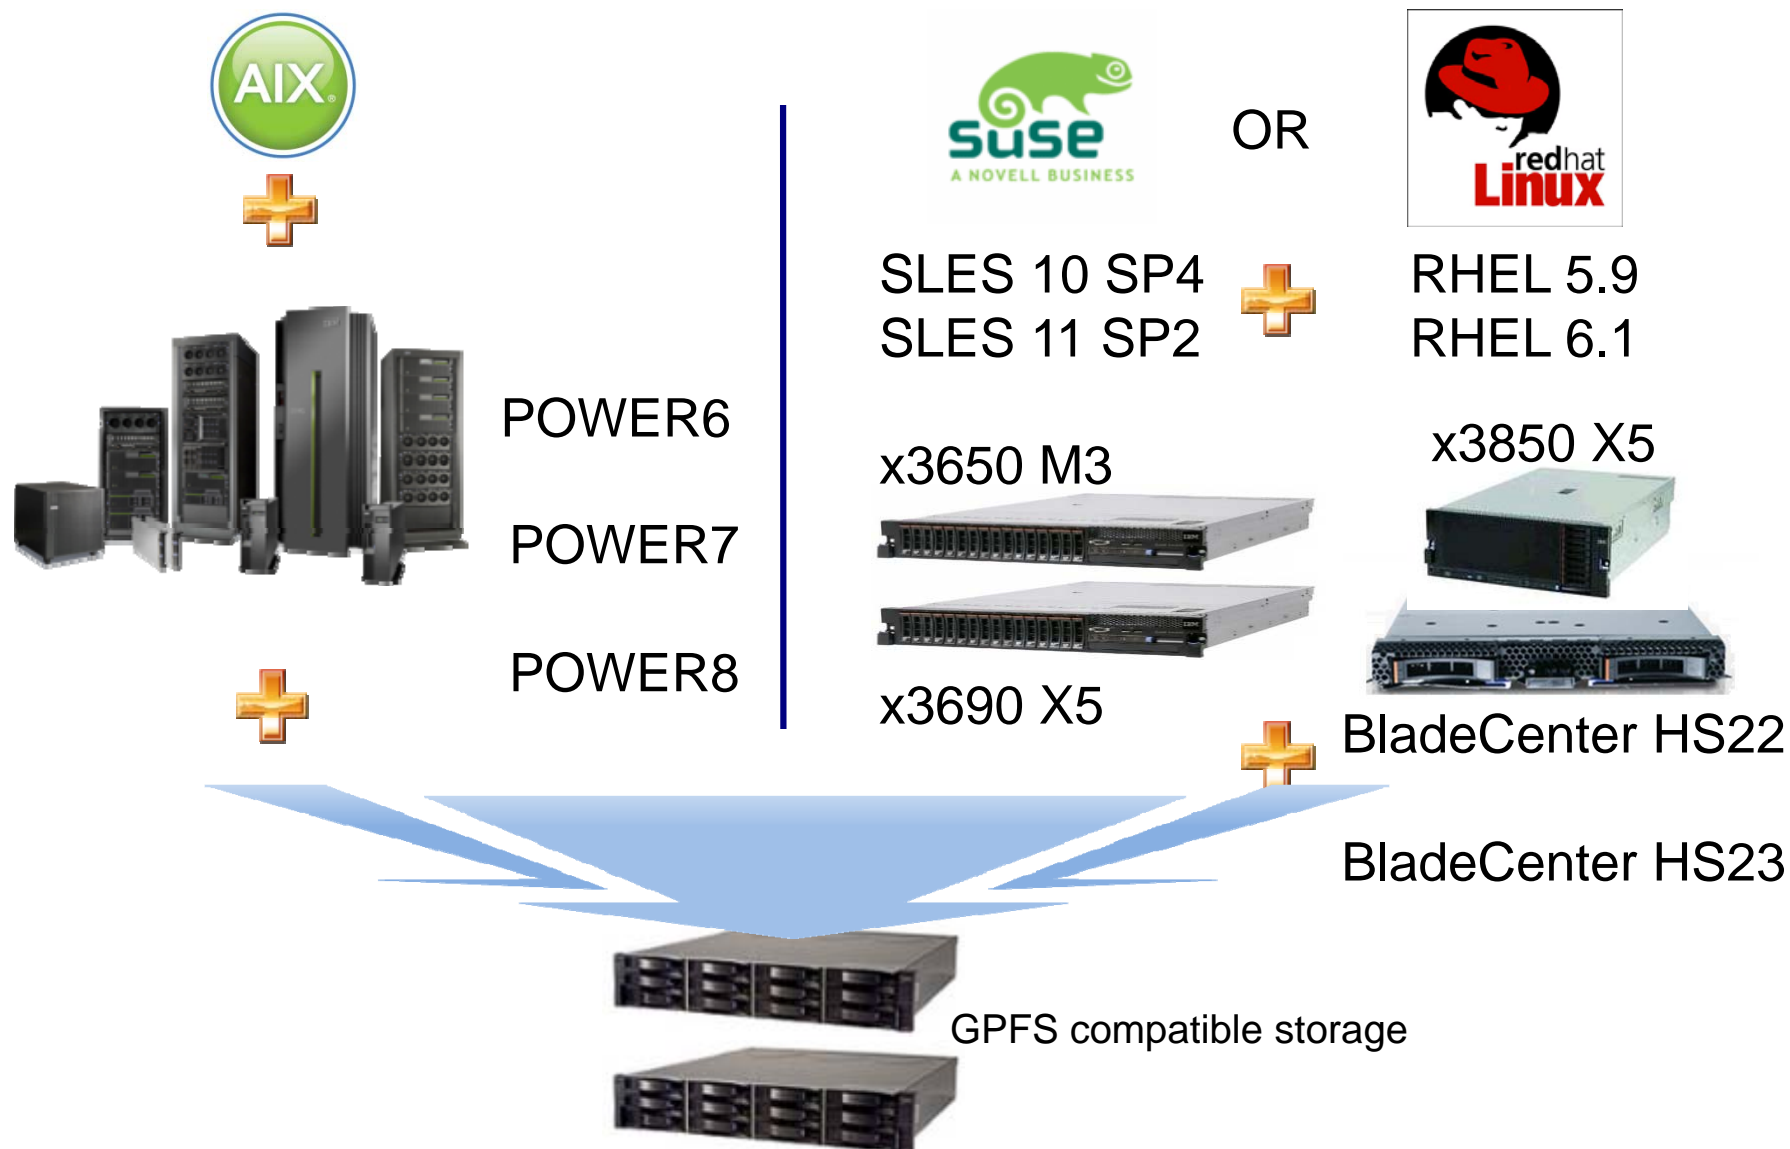 AIX®
suse
A NOVELL BUSINESS
OR
redhat
Linux
SLES 10 SP4
SLES 11 SP2
RHEL 5.9
RHEL 6.1
POWER6
POWER7
POWER8
x3650 M3
x3690 X5
x3850 X5
BladeCenter HS22
BladeCenter HS23
GPFS compatible storage